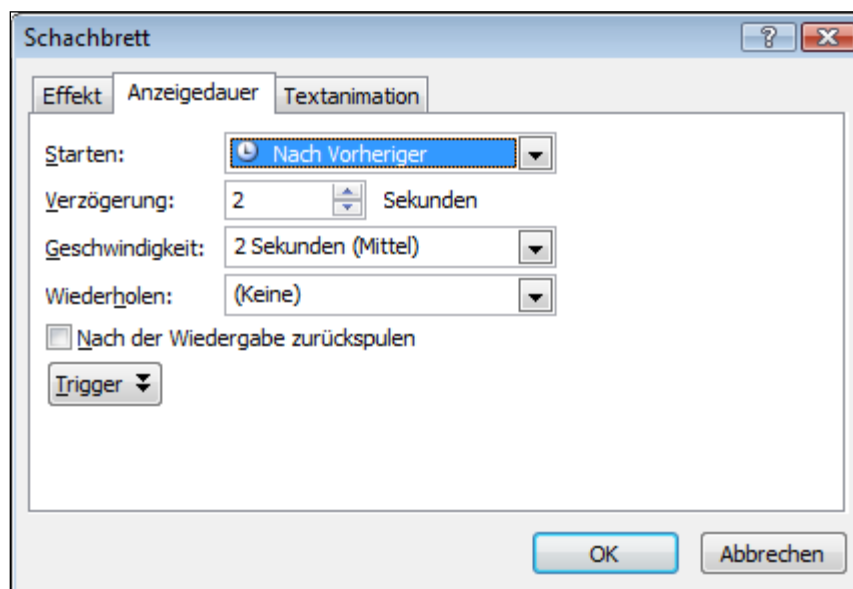 Schachbrett
Effekt Anzeigedauer Textanimation
Starten: Nach Vorheriger
Verzögerung: 2 Sekunden
Geschwindigkeit: 2 Sekunden (Mittel)
Wiederholen: (Keine)
Nach der Wiedergabe zurückspulen
Trigger
OK Abbrechen